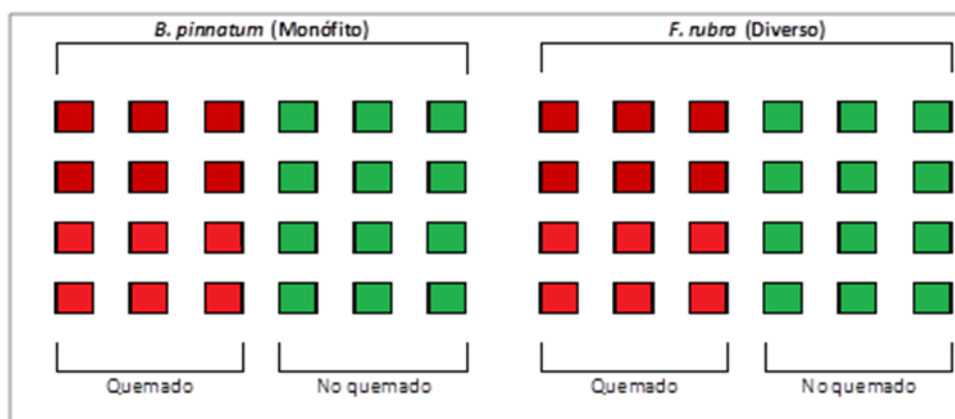 B. pinnatum (Monófito)
F. rubra (Diverso)
Quemado
No quemado
Quemado
No quemado